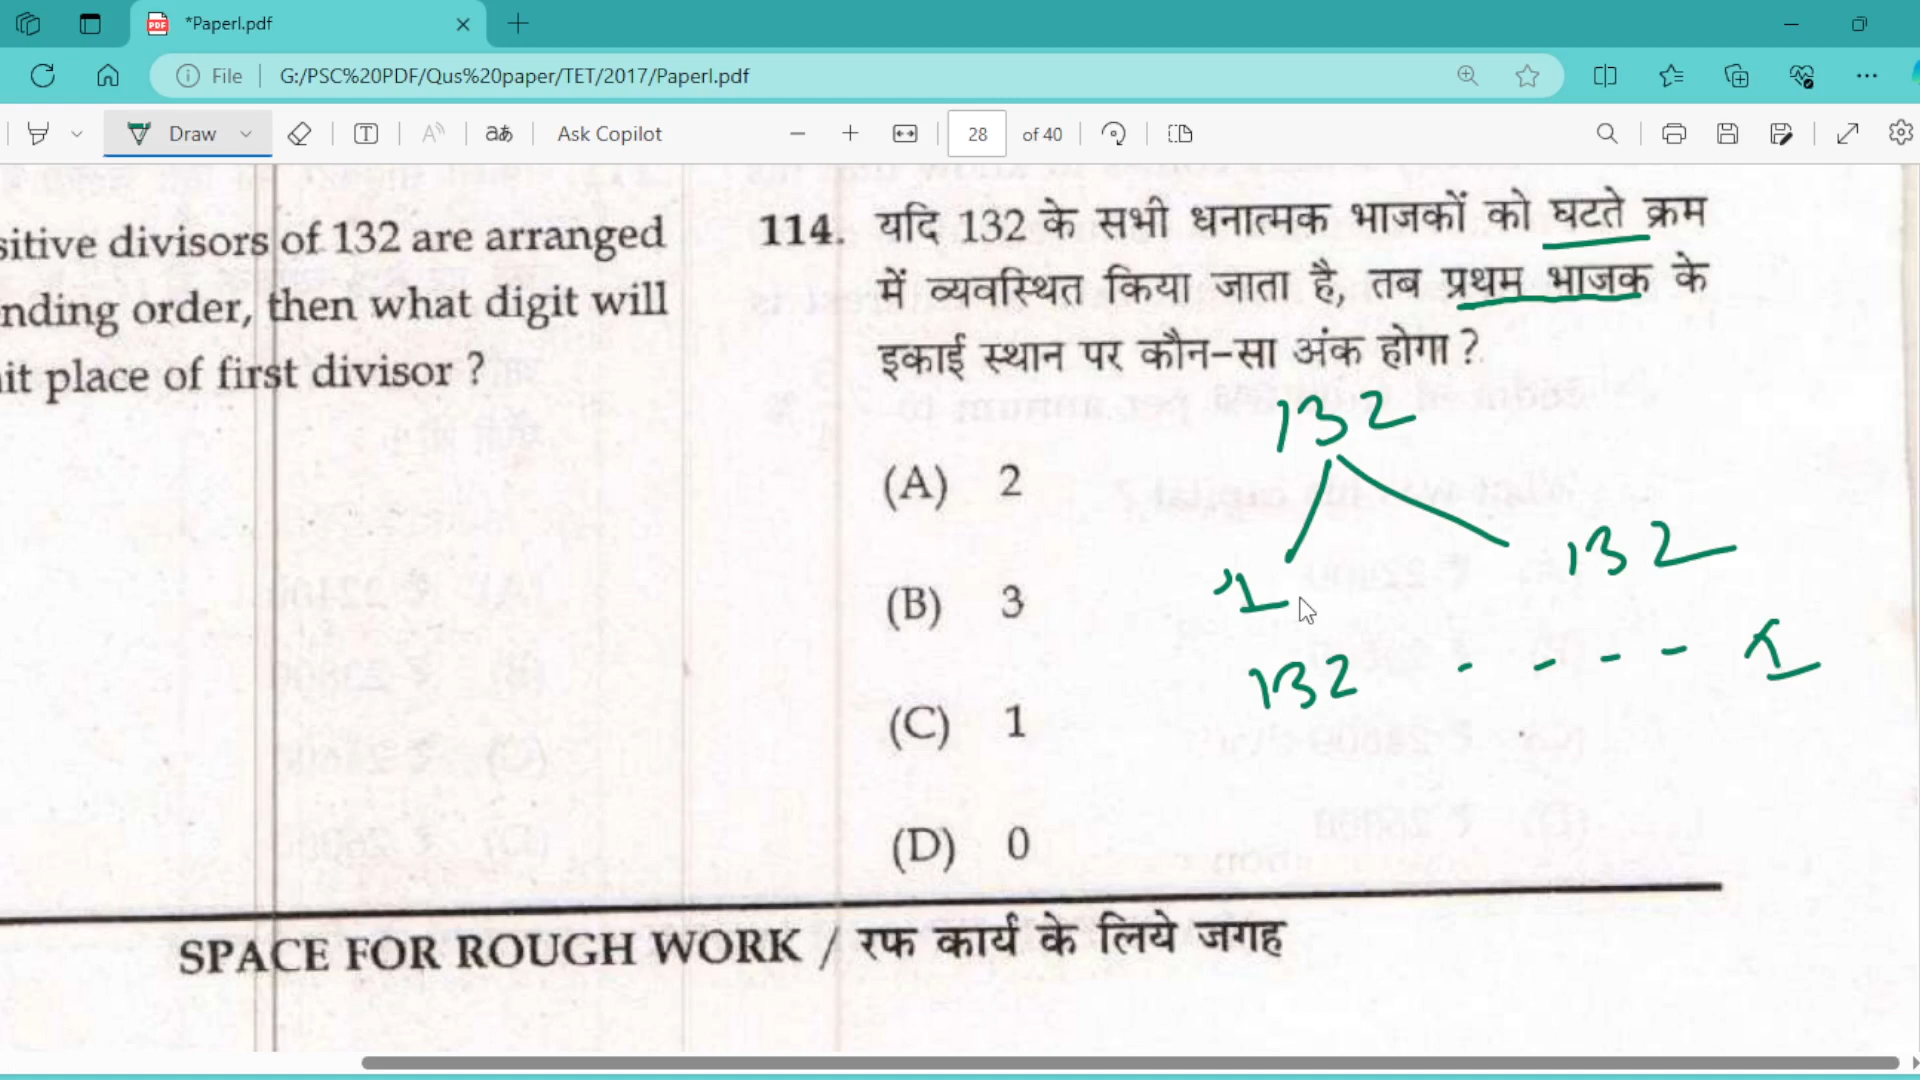 *PaperI.pdf
File G:/PSC%20PDF/Qus%20paper/TET/2017/PaperI.pdf
Draw Ask Copilot 28 of 40
sitive divisors of 132 are arranged
nding order, then what digit will
it place of first divisor ?
114. यदि 132 के सभी धनात्मक भाजकों को घटते क्रम
में व्यवस्थित किया जाता है, तब प्रथम भाजक के
इकाई स्थान पर कौन-सा अंक होगा ?
132
(A) 2
1 132
(B) 3
132 - - - - 1
(C) 1
(D) 0
SPACE FOR ROUGH WORK / रफ कार्य के लिये जगह